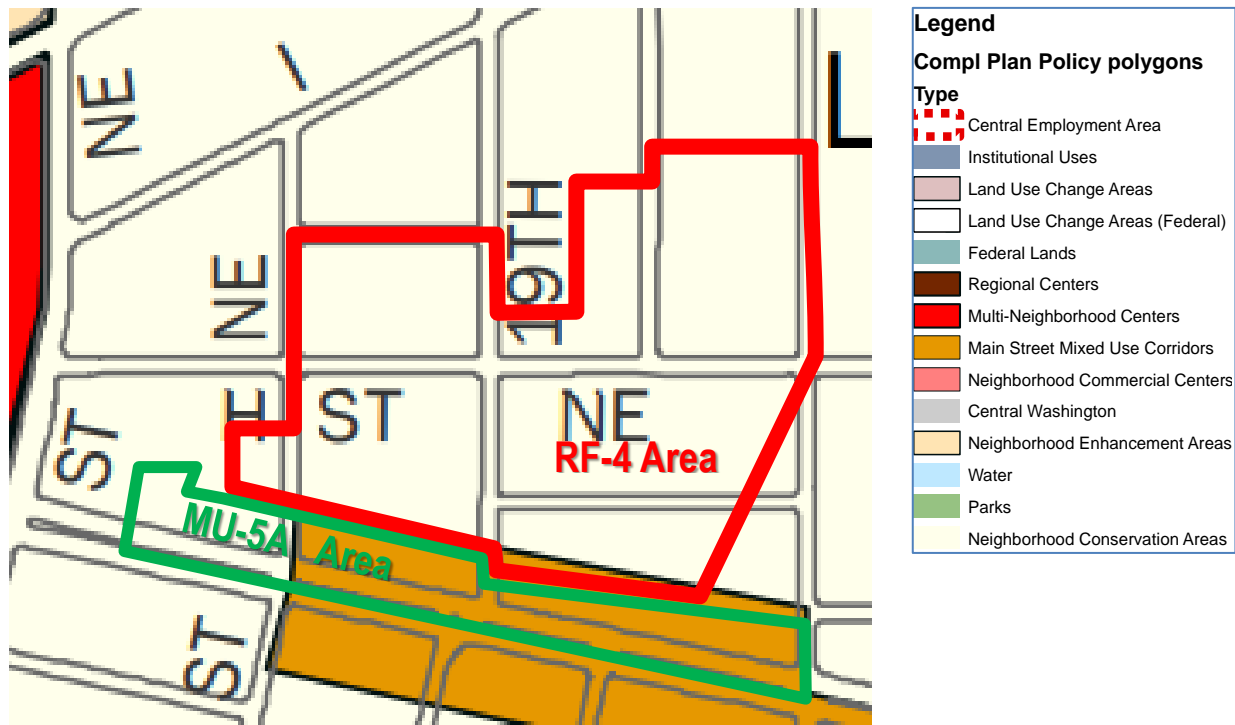 NE
I
NE
19TH
L
H ST NE
RF-4 Area
ST
MU-5A Area
ST
Legend
Compl Plan Policy polygons
Type
Central Employment Area
Institutional Uses
Land Use Change Areas
Land Use Change Areas (Federal)
Federal Lands
Regional Centers
Multi-Neighborhood Centers
Main Street Mixed Use Corridors
Neighborhood Commercial Centers
Central Washington
Neighborhood Enhancement Areas
Water
Parks
Neighborhood Conservation Areas